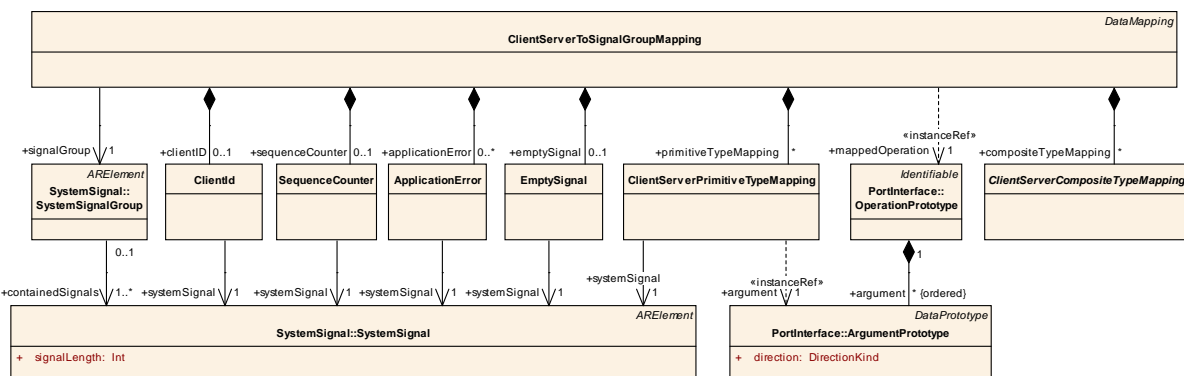 DataMapping
ClientServerToSignalGroupMapping
«instanceRef»
+signalGroup 1 +clientID 0..1 +sequenceCounter 0..1 +applicationError 0..* +emptySignal 0..1 +primitiveTypeMapping * +mappedOperation 1 +compositeTypeMapping *
ARElement
SystemSignal::
SystemSignalGroup
ClientId
SequenceCounter
ApplicationError
EmptySignal
ClientServerPrimitiveTypeMapping
Identifiable
PortInterface::
OperationPrototype
ClientServerCompositeTypeMapping
0..1
1
+systemSignal
«instanceRef»
+containedSignals 1..* +systemSignal 1 +systemSignal 1 +systemSignal 1 +systemSignal 1 1 +argument 1 +argument * {ordered}
ARElement
SystemSignal::SystemSignal
+ signalLength: Int
DataPrototype
PortInterface::ArgumentPrototype
+ direction: DirectionKind